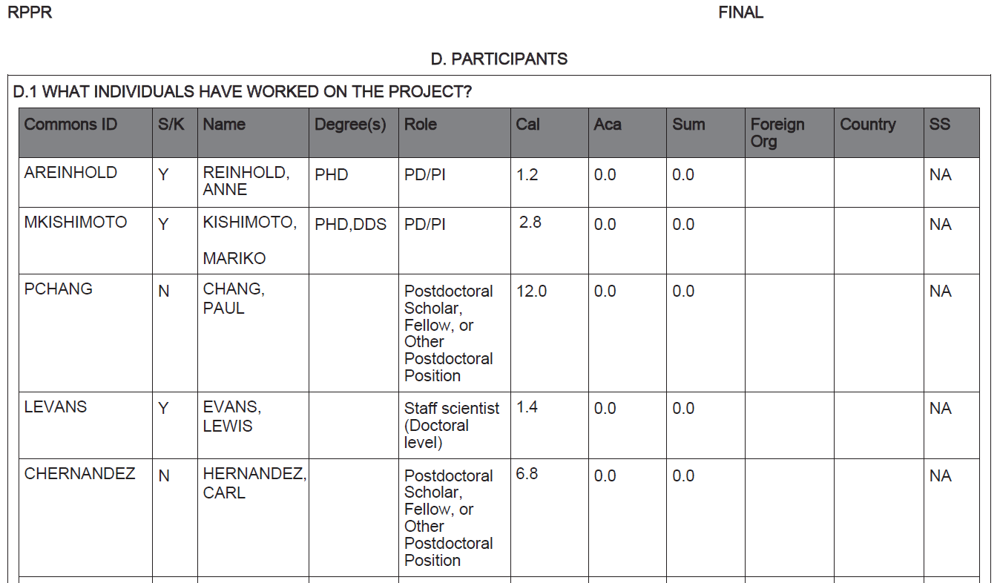 RPPR FINAL
D. PARTICIPANTS
D.1 WHAT INDIVIDUALS HAVE WORKED ON THE PROJECT?
Commons ID S/K Name Degree(s) Role Cal Aca Sum Foreign Org Country SS
AREINHOLD Y REINHOLD, ANNE PHD PD/PI 1.2 0.0 0.0 NA
MKISHIMOTO Y KISHIMOTO, MARIKO PHD,DDS PD/PI 2.8 0.0 0.0 NA
PCHANG N CHANG, PAUL Postdoctoral Scholar, Fellow, or Other Postdoctoral Position 12.0 0.0 0.0 NA
LEVANS Y EVANS, LEWIS Staff scientist (Doctoral level) 1.4 0.0 0.0 NA
CHERNANDEZ N HERNANDEZ, CARL Postdoctoral Scholar, Fellow, or Other Postdoctoral Position 6.8 0.0 0.0 NA